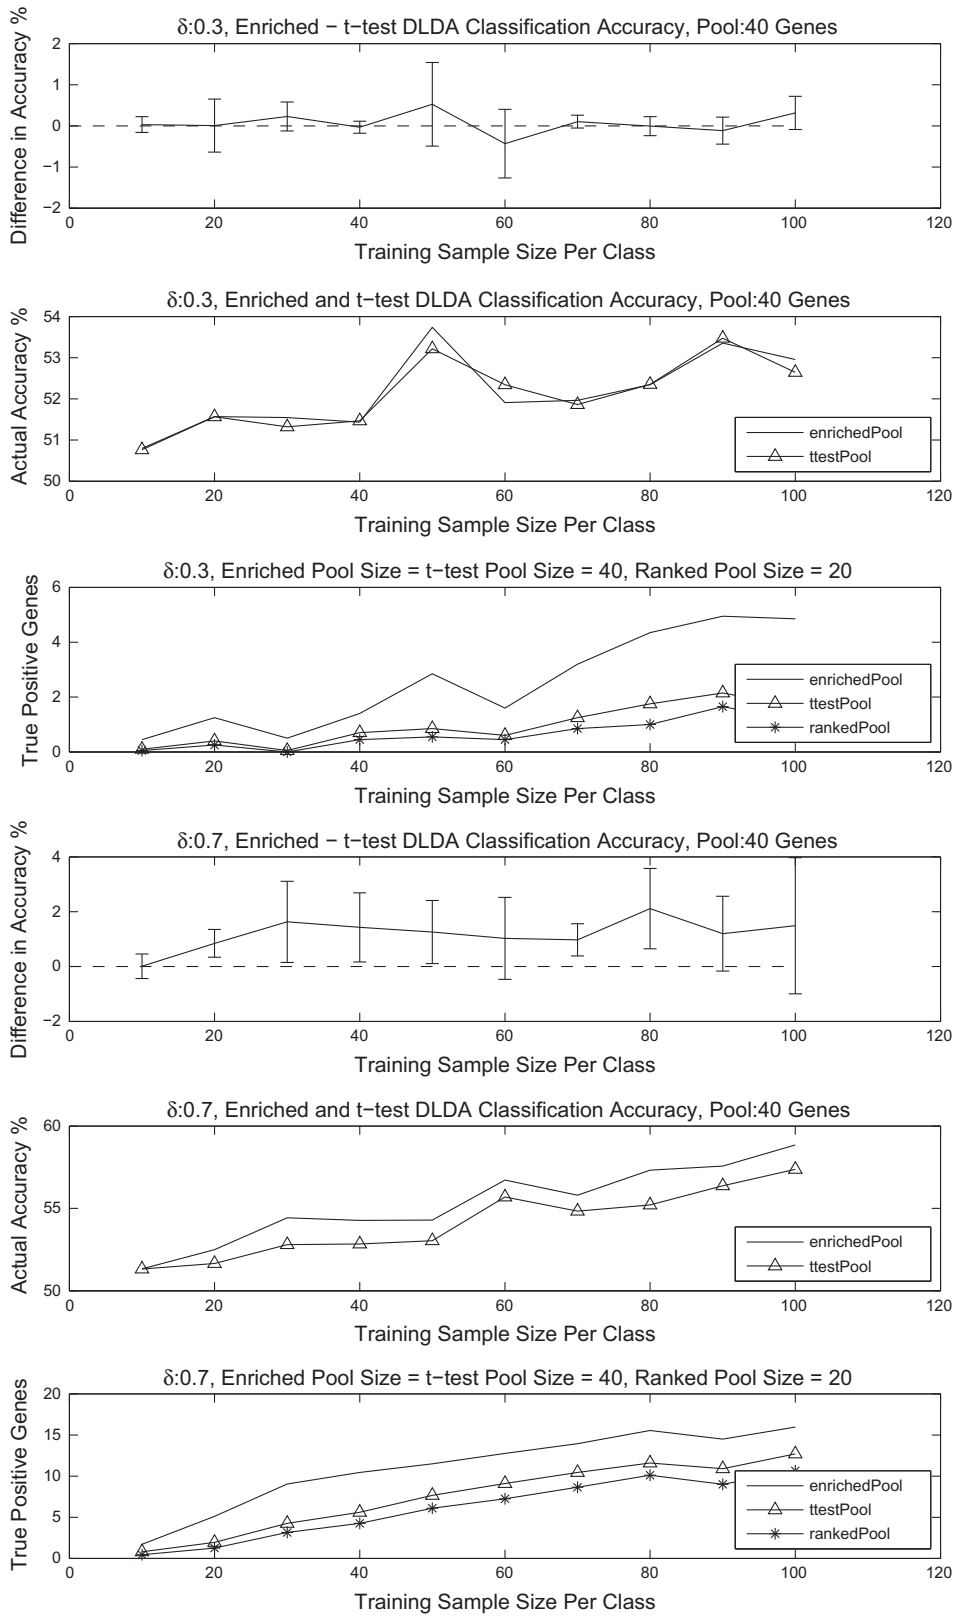 δ:0.3, Enriched − t−test DLDA Classification Accuracy, Pool:40 Genes
Difference in Accuracy %
2
1
0
−1
−2
0 20 40 60 80 100 120
Training Sample Size Per Class
δ:0.3, Enriched and t−test DLDA Classification Accuracy, Pool:40 Genes
Actual Accuracy %
54
53
52
51
50
enrichedPool
ttestPool
0 20 40 60 80 100 120
Training Sample Size Per Class
δ:0.3, Enriched Pool Size = t−test Pool Size = 40, Ranked Pool Size = 20
True Positive Genes
6
4
2
0
enrichedPool
ttestPool
rankedPool
0 20 40 60 80 100 120
Training Sample Size Per Class
δ:0.7, Enriched − t−test DLDA Classification Accuracy, Pool:40 Genes
Difference in Accuracy %
4
2
0
−2
0 20 40 60 80 100 120
Training Sample Size Per Class
δ:0.7, Enriched and t−test DLDA Classification Accuracy, Pool:40 Genes
Actual Accuracy %
60
55
50
enrichedPool
ttestPool
0 20 40 60 80 100 120
Training Sample Size Per Class
δ:0.7, Enriched Pool Size = t−test Pool Size = 40, Ranked Pool Size = 20
True Positive Genes
20
15
10
5
0
enrichedPool
ttestPool
rankedPool
0 20 40 60 80 100 120
Training Sample Size Per Class